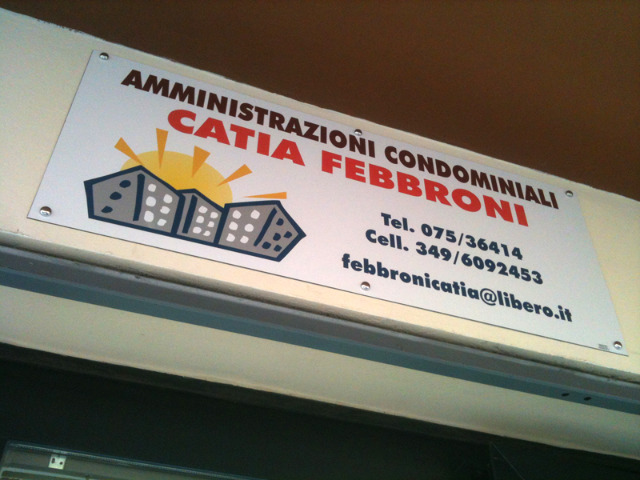 AMMINISTRAZIONI CONDOMINIALI
CATIA FEBBRONI
Tel. 075/36414
Cell. 349/6092453
febbronicatia@libero.it